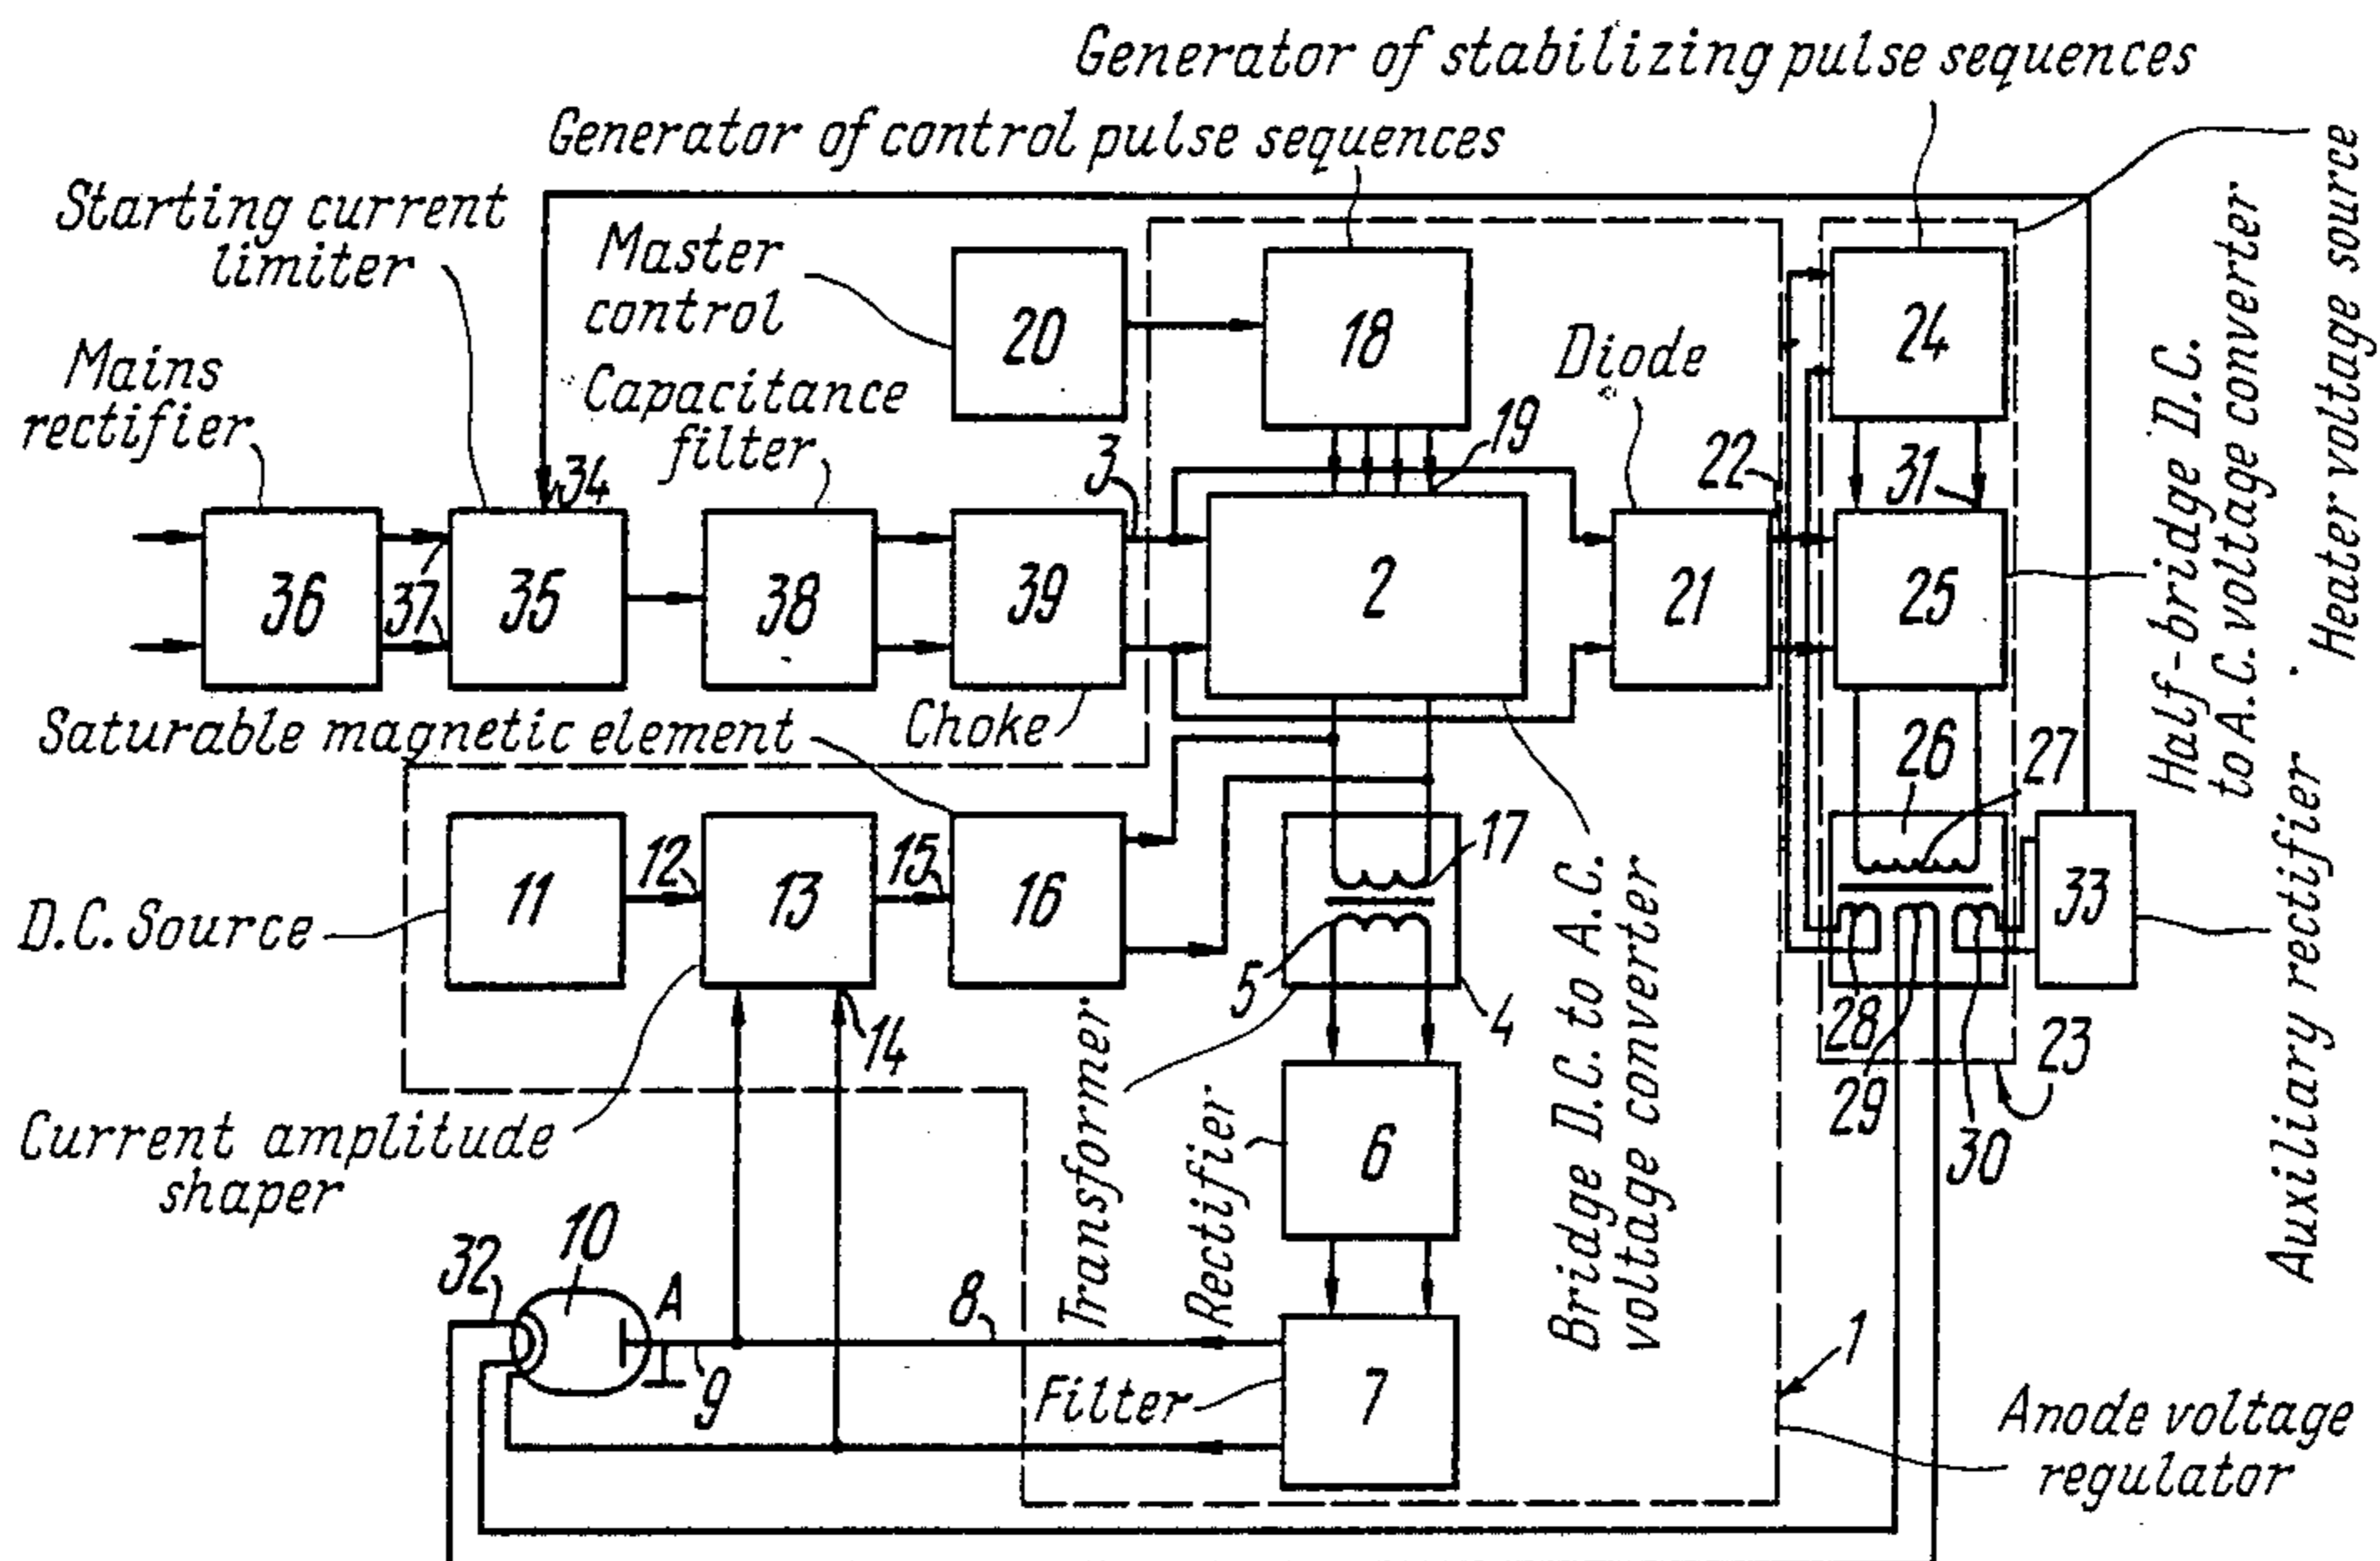 Generator of stabilizing pulse sequences
Generator of control pulse sequences
Starting current
limiter
Master
control
Mains
rectifier
Capacitance
filter
Diode
Heater voltage source
Half-bridge D.C.
to A.C. voltage converter
20
18
24
19
22
3
34
31
36
37
35
38
39
2
21
25
Saturable magnetic element
Choke
26
27
D.C. Source
11
12
13
15
16
17
33
5
4
14
28
29
30
23
Transformer
Rectifier
Bridge D.C. to A.C.
voltage converter
Auxiliary rectifier
Current amplitude
shaper
6
10
32
A
8
9
Filter
7
1
Anode voltage
regulator